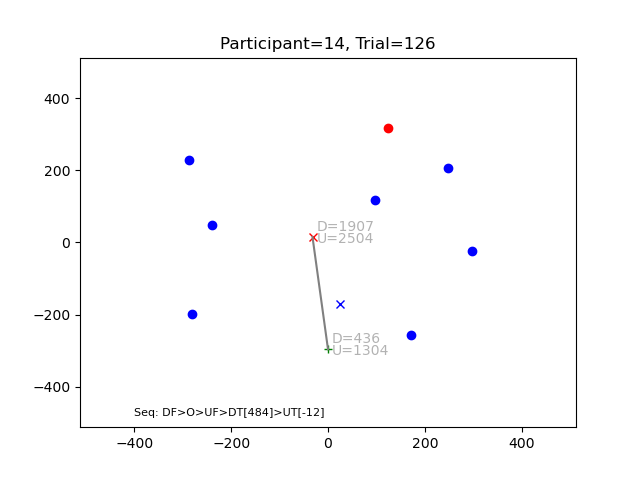 Participant=14, Trial=126
400
200
0
−200
−400
D=1907
U=2504
D=436
U=1304
Seq: DF>O>UF>DT[484]>UT[-12]
−400
−200
0
200
400